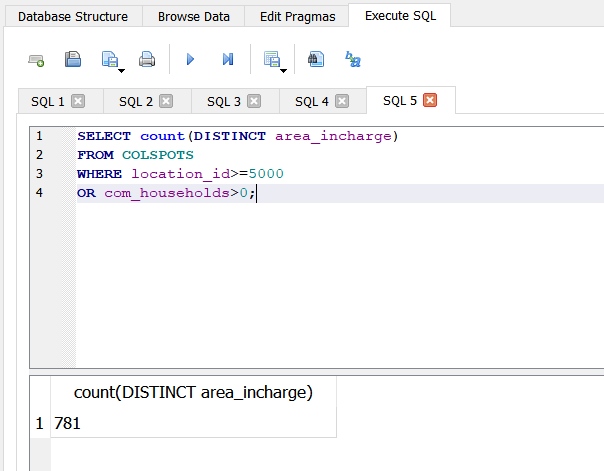 Database Structure Browse Data Edit Pragmas Execute SQL
SQL 1 SQL 2 SQL 3 SQL 4 SQL 5
1 SELECT count(DISTINCT area_incharge)
2 FROM COLSPOTS
3 WHERE location_id>=5000
4 OR com_households>0;
count(DISTINCT area_incharge)
1 781